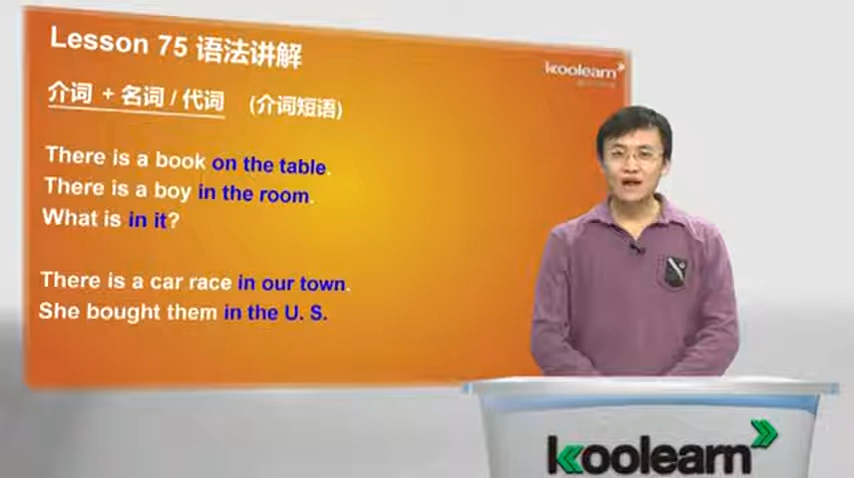 Lesson 75 语法讲解
koolearn
介词 + 名词 / 代词 (介词短语)
There is a book on the table.
There is a boy in the room.
What is in it?
There is a car race in our town.
She bought them in the U. S.
koolearn